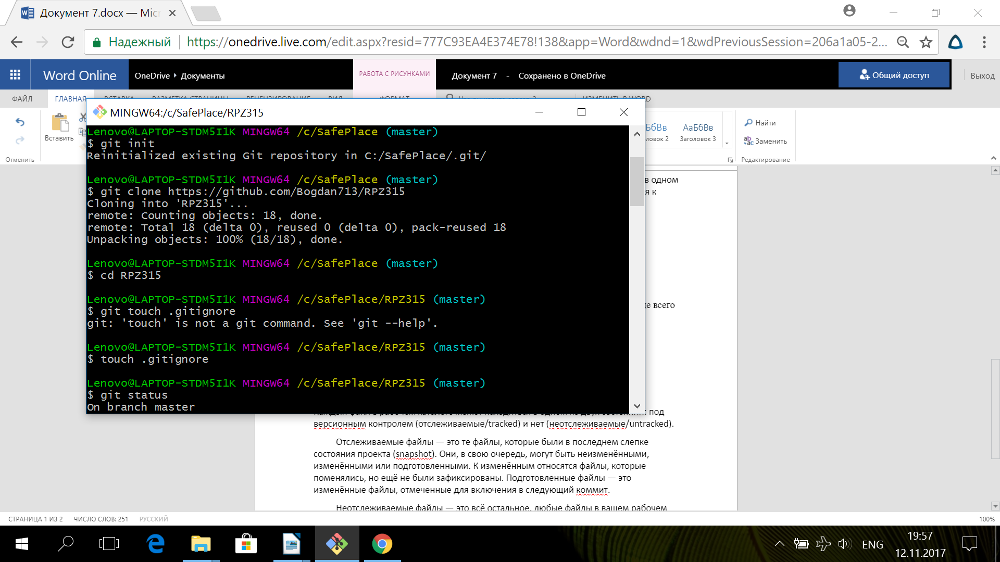 Документ 7.docx — Mic
Надежный
https://onedrive.live.com/edit.aspx?resid=777C93EA4E374E78!138&app=Word&wdnd=1&wdPreviousSession=206a1a05-2...
Word Online
OneDrive
Документы
РАБОТА С РИСУНКАМИ
Документ 7 - Сохранено в OneDrive
Общий доступ
Выход
ФАЙЛ
ГЛАВНАЯ
ВСТАВКА
РАЗМЕТКА СТРАНИЦЫ
РЕЦЕНЗИРОВАНИЕ
ВИД
ФОРМАТ
ИЗМЕНИТЬ В WORD
Вставить
Отменить
БбВв
ловок 2
АаБбВв
Заголовок 3
Найти
Заменить
Редактирование
MINGW64:/c/SafePlace/RPZ315
Lenovo@LAPTOP-STDM5I1K MINGW64 /c/SafePlace (master)
$ git init
Reinitialized existing Git repository in C:/SafePlace/.git/
Lenovo@LAPTOP-STDM5I1K MINGW64 /c/SafePlace (master)
$ git clone https://github.com/Bogdan713/RPZ315
Cloning into 'RPZ315'...
remote: Counting objects: 18, done.
remote: Total 18 (delta 0), reused 0 (delta 0), pack-reused 18
Unpacking objects: 100% (18/18), done.
Lenovo@LAPTOP-STDM5I1K MINGW64 /c/SafePlace (master)
$ cd RPZ315
Lenovo@LAPTOP-STDM5I1K MINGW64 /c/SafePlace/RPZ315 (master)
$ git touch .gitignore
git: 'touch' is not a git command. See 'git --help'.
Lenovo@LAPTOP-STDM5I1K MINGW64 /c/SafePlace/RPZ315 (master)
$ touch .gitignore
Lenovo@LAPTOP-STDM5I1K MINGW64 /c/SafePlace/RPZ315 (master)
$ git status
On branch master
в одном
я к
всего
под
версионным контролем (отслеживаемые/tracked) и нет (неотслеживаемые/untracked).
Отслеживаемые файлы — это те файлы, которые были в последнем слепке
состояния проекта (snapshot). Они, в свою очередь, могут быть неизменёнными,
изменёнными или подготовленными. К изменённым относятся файлы, которые
поменялись, но ещё не были зафиксированы. Подготовленные файлы — это
изменённые файлы, отмеченные для включения в следующий коммит.
Неотслеживаемые файлы — это всё остальное, любые файлы в вашем рабочем
СТРАНИЦА 1 ИЗ 2
ЧИСЛО СЛОВ: 251
РУССКИЙ
100%
ENG
19:57
12.11.2017